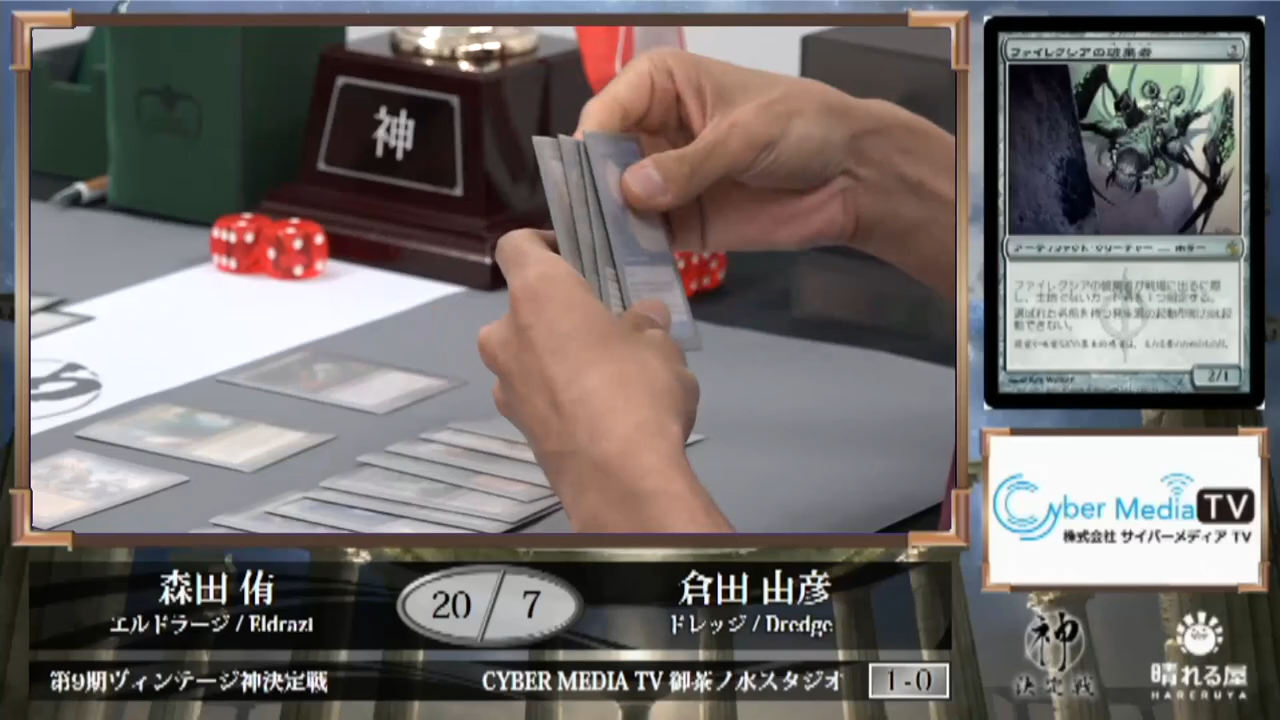 神
ファイレクシアの破棄者
2
アーティファクト・クリーチャー ― ホラー
2/1
Cyber Media TV
株式会社 サイバーメディア TV
森田 侑
エルドラージ / Eldrazi
20 / 7
倉田 由彦
ドレッジ / Dredge
第9期ヴィンテージ神決定戦
CYBER MEDIA TV 御茶ノ水スタジオ
1-0
神
決定戦
晴れる屋
HARERUYA